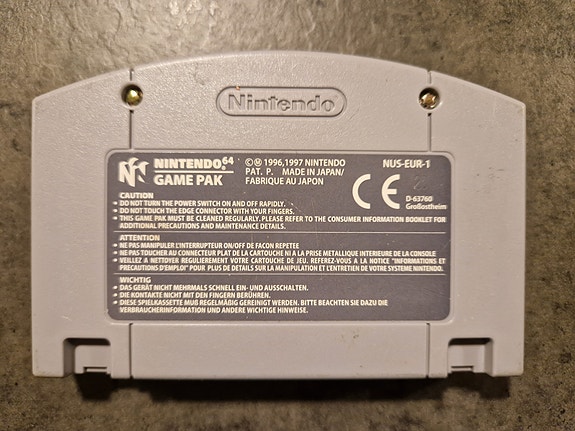 Nintendo
NINTENDO.64
GAME PAK
© Ⓜ 1996,1997 NINTENDO
PAT. P. MADE IN JAPAN/
FABRIQUE AU JAPON
NUS-EUR-1
CE
D-63760
Großostheim
CAUTION
• DO NOT TURN THE POWER SWITCH ON AND OFF RAPIDLY.
• DO NOT TOUCH THE EDGE CONNECTOR WITH YOUR FINGERS.
• THIS GAME PAK MUST BE CLEANED REGULARLY. PLEASE REFER TO THE CONSUMER INFORMATION BOOKLET FOR
ADDITIONAL PRECAUTIONS AND MAINTENANCE DETAILS.
ATTENTION
• NE PAS MANIPULER L'INTERRUPTEUR ON/OFF DE FACON REPETEE
• NE PAS TOUCHER AU CONNECTEUR PLAT DE LA CARTOUCHE NI A LA PRISE METALLIQUE INTERIEURE DE LA CONSOLE
• VEILLEZ A NETTOYER REGULIEREMENT VOTRE CARTOUCHE DE JEU. REFEREZ-VOUS A LA NOTICE "INFORMATIONS ET
PRECAUTIONS D'EMPLOI" POUR PLUS DE DETAILS SUR LA MANIPULATION ET L'ENTRETIEN DE VOTRE SYSTEME NINTENDO.
WICHTIG
• DAS GERÄT NICHT MEHRMALS SCHNELL EIN- UND AUSSCHALTEN.
• DIE KONTAKTE NICHT MIT DEN FINGERN BERÜHREN.
• DIESE SPIELKASSETTE MUß REGELMÄßIG GEREINIGT WERDEN. BITTE BEACHTEN SIE DAZU DIE
VERBRAUCHERINFORMATION UND ANDERE WICHTIGE HINWEISE.